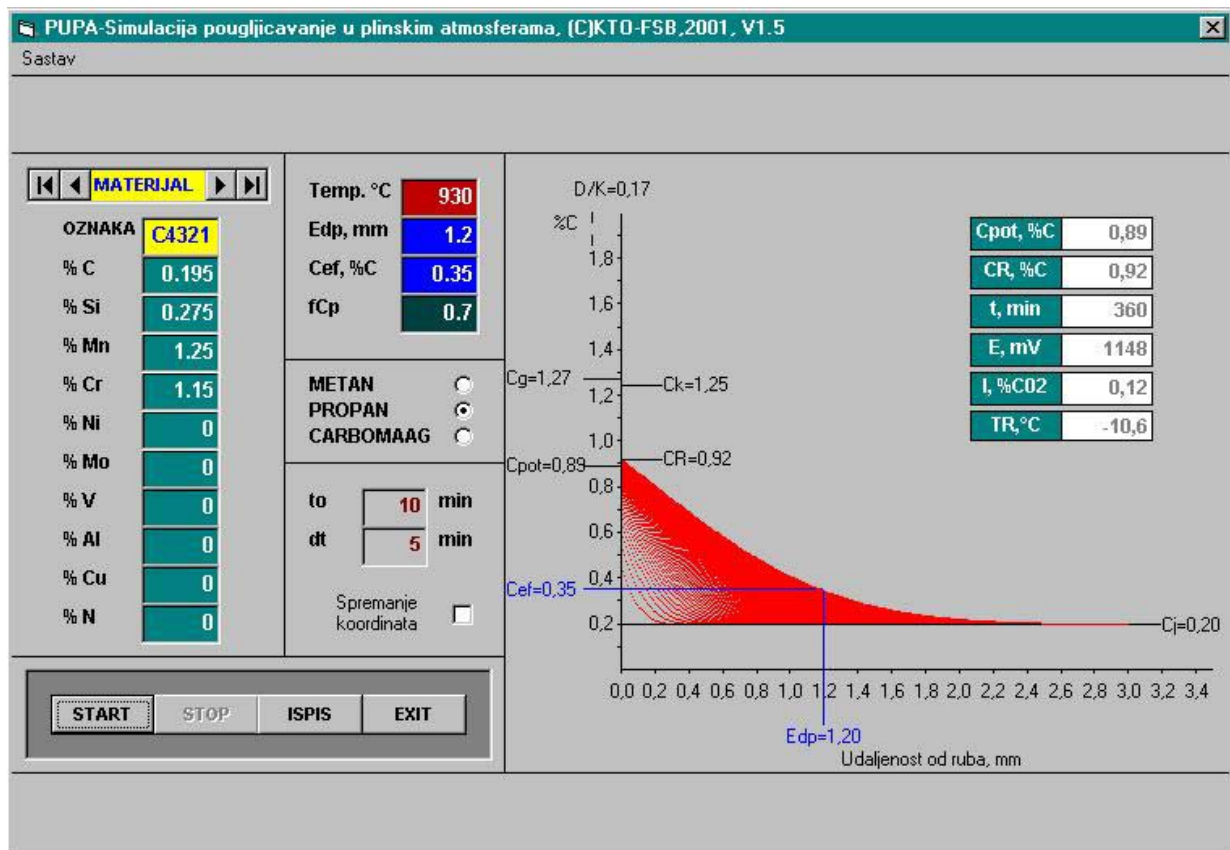 PUPA-Simulacija pougljicavanje u plinskim atmosferama, (C)KTO-FSB,2001, V1.5
Sastav
MATERIJAL
OZNAKA C4321
% C 0.195
% Si 0.275
% Mn 1.25
% Cr 1.15
% Ni 0
% Mo 0
% V 0
% Al 0
% Cu 0
% N 0
Temp. °C 930
Edp, mm 1.2
Cef, %C 0.35
fCp 0.7
METAN
PROPAN
CARBOMAAG
to 10 min
dt 5 min
Spremanje
koordinata
START STOP ISPIS EXIT
D/K=0,17
%C
1,8
1,6
1,4
Cg=1,27
Ck=1,25
1,2
1,0
Cpot=0,89
CR=0,92
0,8
0,6
0,4
Cef=0,35
0,2
Cj=0,20
0,0 0,2 0,4 0,6 0,8 1,0 1,2 1,4 1,6 1,8 2,0 2,2 2,4 2,6 2,8 3,0 3,2 3,4
Edp=1,20
Udaljenost od ruba, mm
Cpot, %C 0,89
CR, %C 0,92
t, min 360
E, mV 1148
I, %C02 0,12
TR,°C -10,6